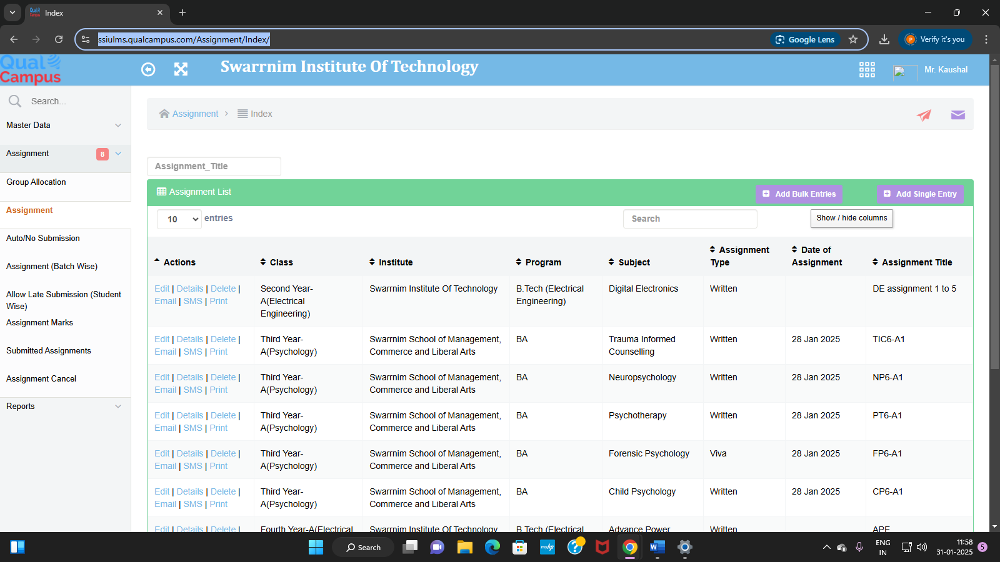 Index
ssiulms.qualcampus.com/Assignment/Index/
Google Lens
Verify it's you
Qual Campus
Swarrnim Institute Of Technology
Mr. Kaushal
Search...
Master Data
Assignment 8
Group Allocation
Assignment
Auto/No Submission
Assignment (Batch Wise)
Allow Late Submission (Student
Wise)
Assignment Marks
Submitted Assignments
Assignment Cancel
Reports
Assignment > Index
Assignment_Title
Assignment List
Add Bulk Entries
Add Single Entry
10 entries
Search
Show / hide columns
Actions Class Institute Program Subject Assignment Type Date of Assignment Assignment Title
Edit | Details | Delete | Second Year- Swarrnim Institute Of Technology B.Tech (Electrical Digital Electronics Written DE assignment 1 to 5
Email | SMS | Print A(Electrical Engineering)
Engineering)
Edit | Details | Delete | Third Year- Swarrnim School of Management, BA Trauma Informed Written 28 Jan 2025 TIC6-A1
Email | SMS | Print A(Psychology) Commerce and Liberal Arts Counselling
Edit | Details | Delete | Third Year- Swarrnim School of Management, BA Neuropsychology Written 28 Jan 2025 NP6-A1
Email | SMS | Print A(Psychology) Commerce and Liberal Arts
Edit | Details | Delete | Third Year- Swarrnim School of Management, BA Psychotherapy Written 28 Jan 2025 PT6-A1
Email | SMS | Print A(Psychology) Commerce and Liberal Arts
Edit | Details | Delete | Third Year- Swarrnim School of Management, BA Forensic Psychology Viva 28 Jan 2025 FP6-A1
Email | SMS | Print A(Psychology) Commerce and Liberal Arts
Edit | Details | Delete | Third Year- Swarrnim School of Management, BA Child Psychology Written 28 Jan 2025 CP6-A1
Email | SMS | Print A(Psychology) Commerce and Liberal Arts
Edit | Details | Delete | Fourth Year-A(Electrical Swarrnim Institute Of Technology B.Tech (Electrical Advance Power Written APE
Search
myhp
ENG
IN
11:58
31-01-2025
5